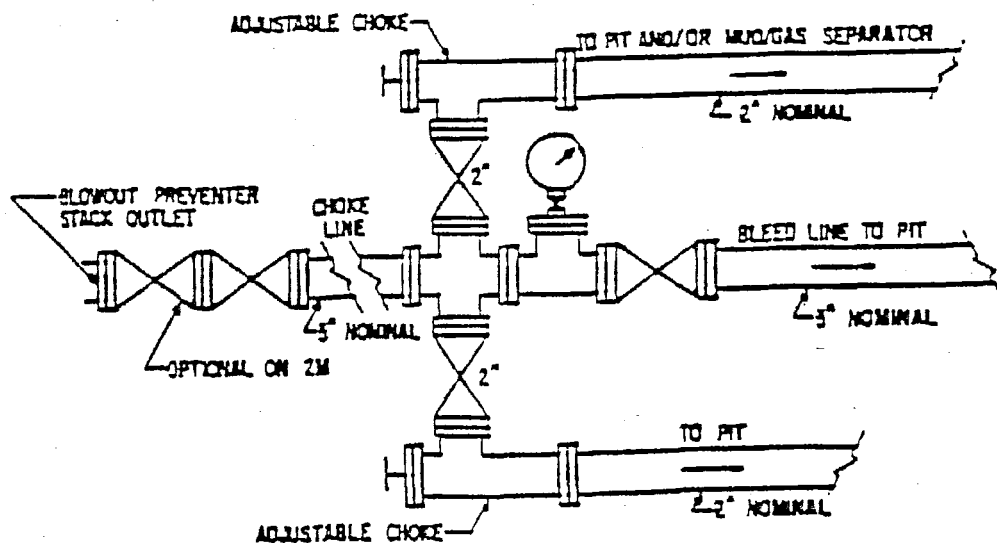 ADJUSTABLE CHOKE
TO PIT AND/OR MUD/GAS SEPARATOR
2" NOMINAL
2"
BLOWOUT PREVENTER
STACK OUTLET
CHOKE
LINE
BLEED LINE TO PIT
3" NOMINAL
3" NOMINAL
OPTIONAL ON 2M
2"
TO PIT
2" NOMINAL
ADJUSTABLE CHOKE